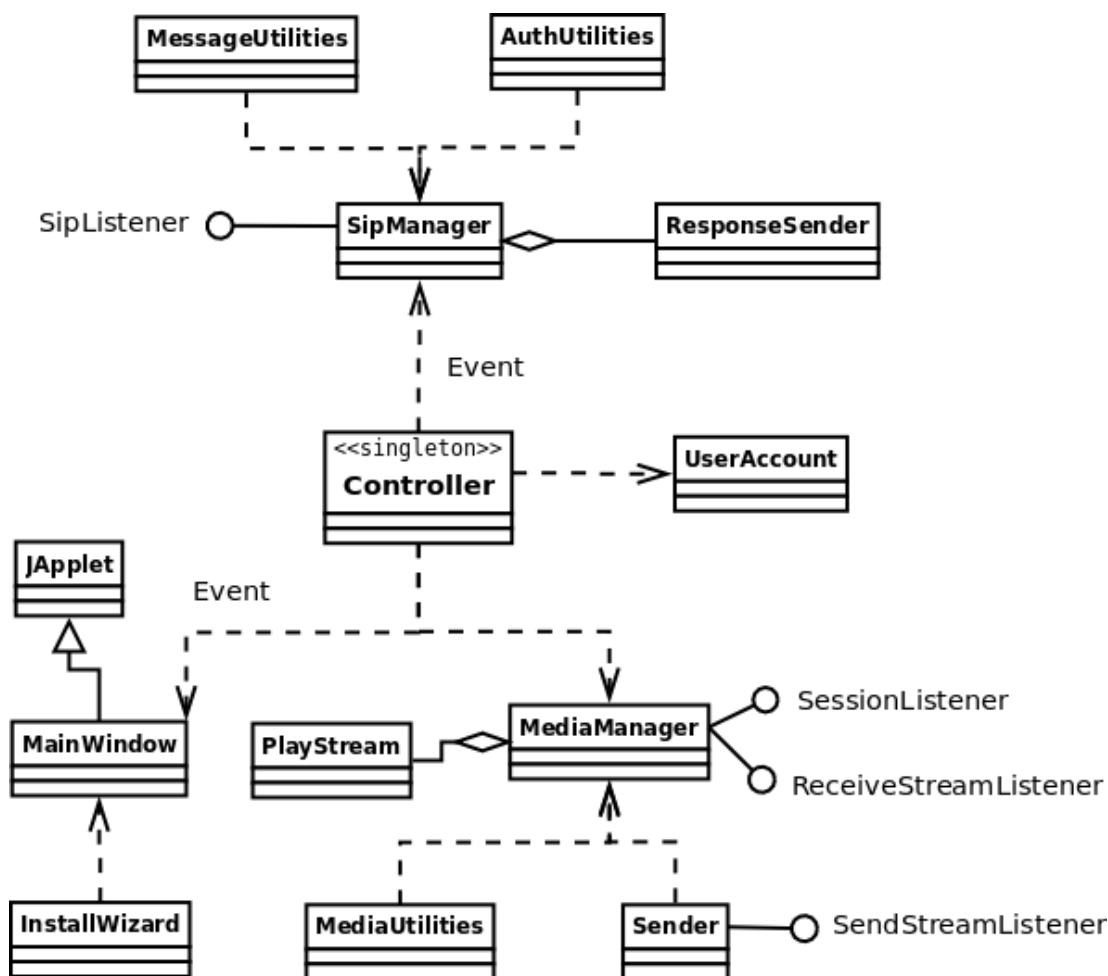 MessageUtilities
AuthUtilities
SipListener
SipManager
ResponseSender
Event
<<singleton>>
Controller
UserAccount
JApplet
Event
MainWindow
PlayStream
MediaManager
SessionListener
ReceiveStreamListener
InstallWizard
MediaUtilities
Sender
SendStreamListener